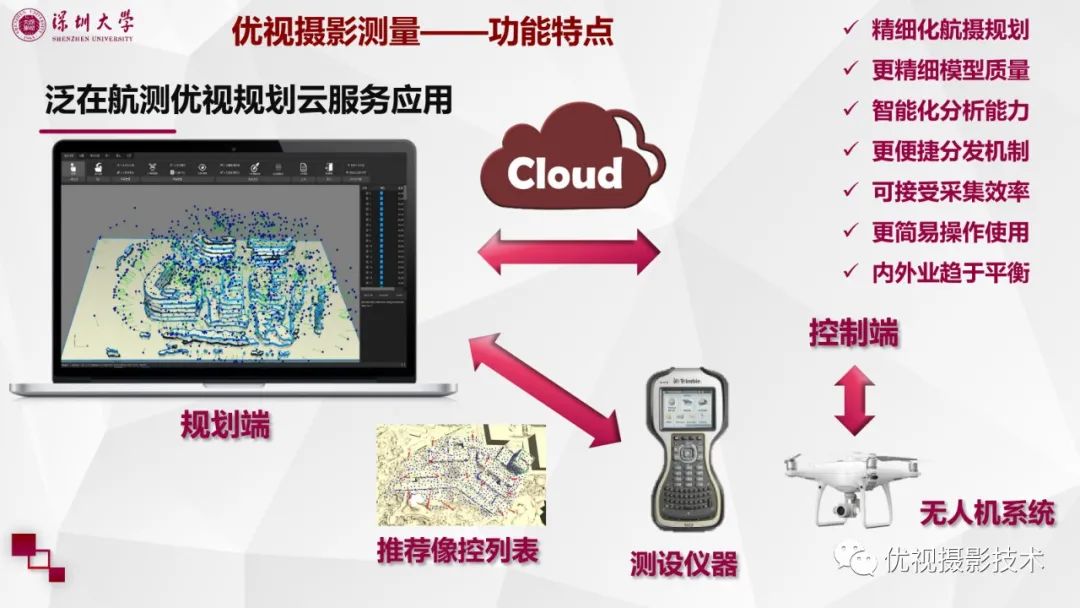 深圳大学
SHENZHEN UNIVERSITY
优视摄影测量——功能特点
泛在航测优视规划云服务应用
Cloud
✓ 精细化航摄规划
✓ 更精细模型质量
✓ 智能化分析能力
✓ 更便捷分发机制
✓ 可接受采集效率
✓ 更简易操作使用
✓ 内外业趋于平衡
控制端
规划端
Trimble
推荐像控列表
测设仪器
无人机系统
优视摄影技术